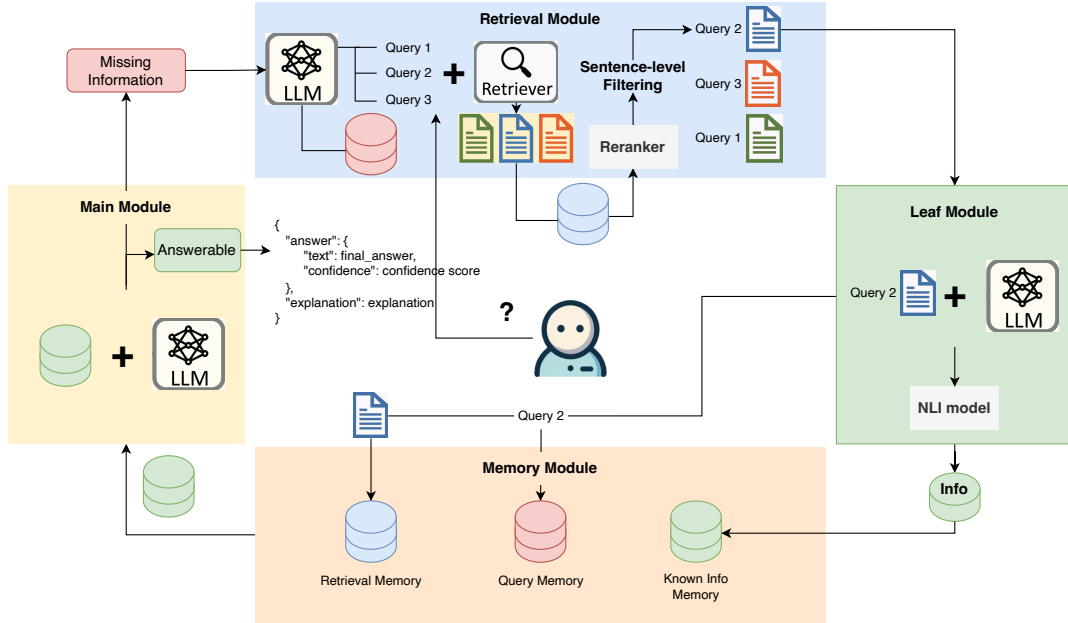 Retrieval Module
Missing
Information
LLM
Query 1
Query 2
Query 3
+
Retriever
Sentence-level
Filtering
Reranker
Query 2
Query 3
Query 1
Main Module
Answerable
{
"answer": {
"text": final_answer,
"confidence": confidence score
},
"explanation": explanation
}
+
LLM
?
Leaf Module
Query 2
+
LLM
NLI model
Info
Query 2
Memory Module
Retrieval Memory
Query Memory
Known Info
Memory